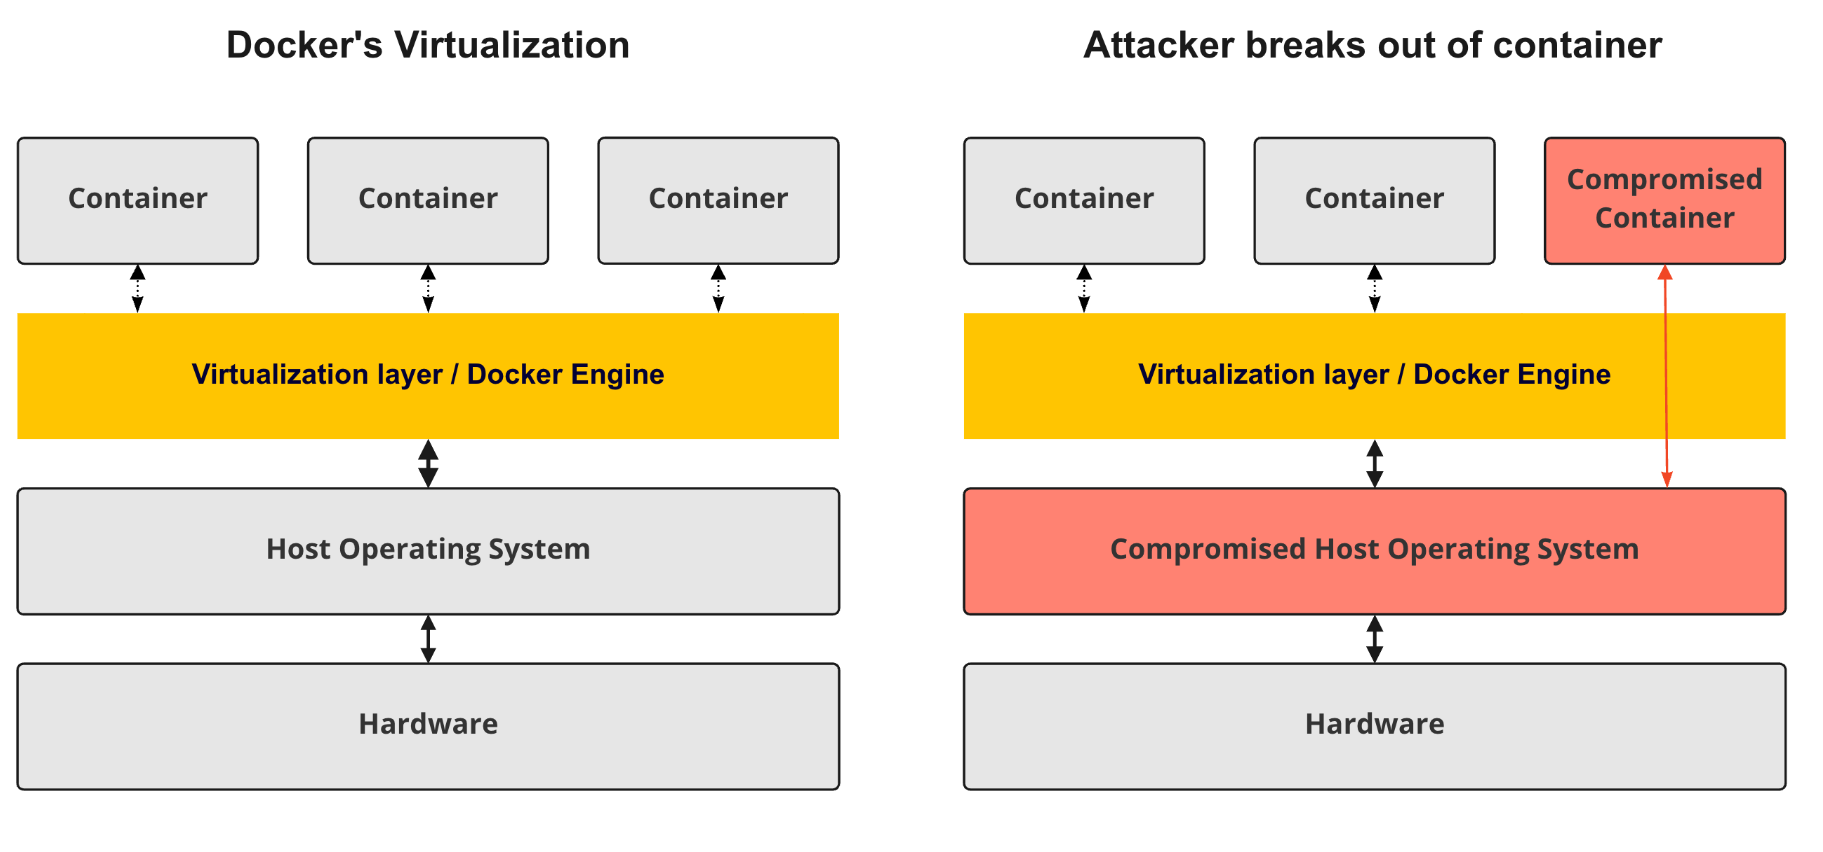 Docker's Virtualization
Container
Container
Container
Virtualization layer / Docker Engine
Host Operating System
Hardware
Attacker breaks out of container
Container
Container
Compromised
Container
Virtualization layer / Docker Engine
Compromised Host Operating System
Hardware